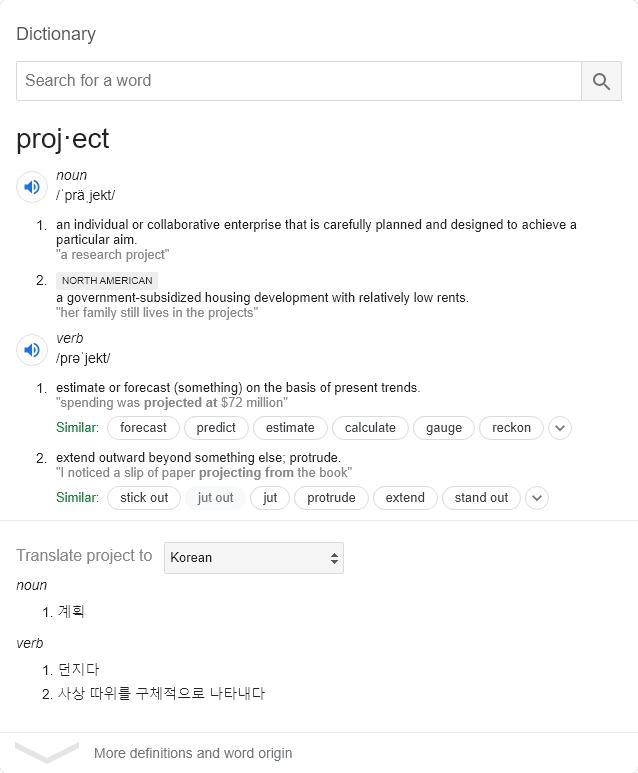 Dictionary
Search for a word
proj·ect
noun
/ˈpräˌjekt/
1. an individual or collaborative enterprise that is carefully planned and designed to achieve a
particular aim.
"a research project"
2. NORTH AMERICAN
a government-subsidized housing development with relatively low rents.
"her family still lives in the projects"
verb
/prəˈjekt/
1. estimate or forecast (something) on the basis of present trends.
"spending was projected at $72 million"
Similar: forecast predict estimate calculate gauge reckon
2. extend outward beyond something else; protrude.
"I noticed a slip of paper projecting from the book"
Similar: stick out jut out jut protrude extend stand out
Translate project to Korean
noun
1. 계획
verb
1. 던지다
2. 사상 따위를 구체적으로 나타내다
More definitions and word origin